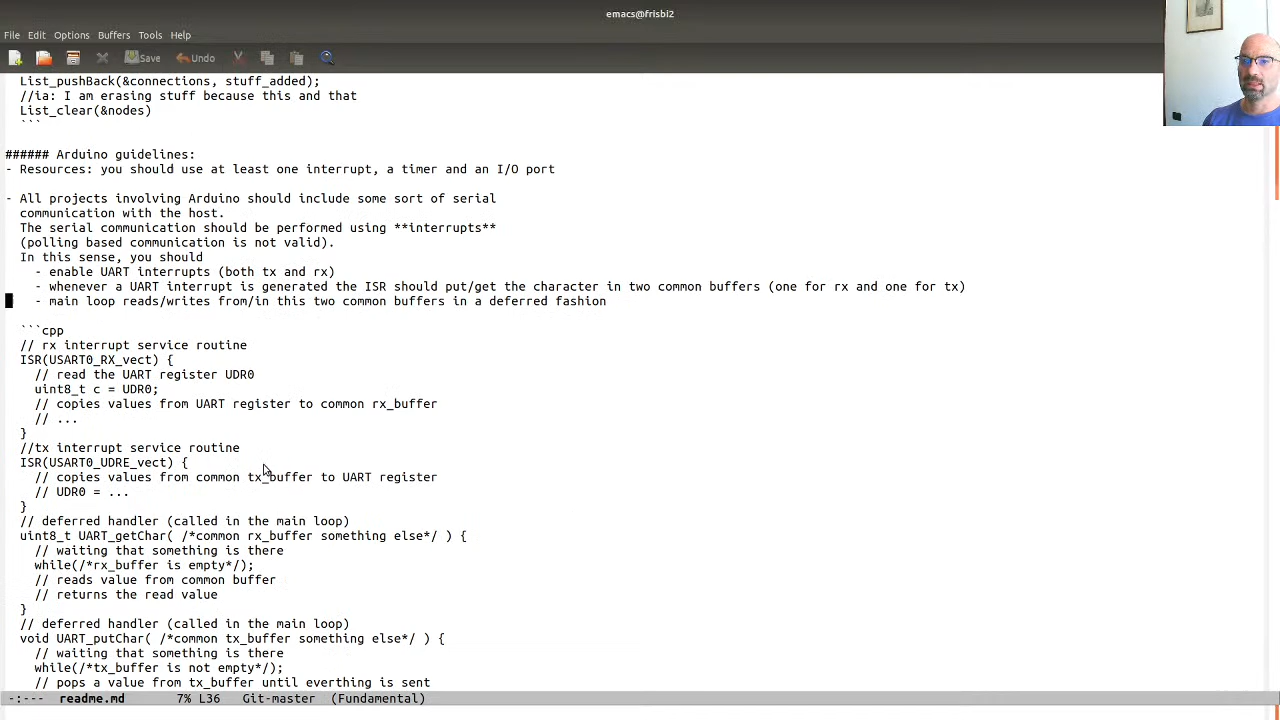 emacs@frisbi2
File Edit Options Buffers Tools Help
Save Undo
List_pushBack(&connections, stuff_added);
//ia: I am erasing stuff because this and that
List_clear(&nodes)
```
###### Arduino guidelines:
- Resources: you should use at least one interrupt, a timer and an I/O port
- All projects involving Arduino should include some sort of serial
communication with the host.
The serial communication should be performed using **interrupts**
(polling based communication is not valid).
In this sense, you should
- enable UART interrupts (both tx and rx)
- whenever a UART interrupt is generated the ISR should put/get the character in two common buffers (one for rx and one for tx)
- main loop reads/writes from/in this two common buffers in a deferred fashion
```cpp
// rx interrupt service routine
ISR(USART0_RX_vect) {
// read the UART register UDR0
uint8_t c = UDR0;
// copies values from UART register to common rx_buffer
// ...
}
//tx interrupt service routine
ISR(USART0_UDRE_vect) {
// copies values from common tx_buffer to UART register
// UDR0 = ...
}
// deferred handler (called in the main loop)
uint8_t UART_getChar( /*common rx_buffer something else*/ ) {
// waiting that something is there
while(/*rx_buffer is empty*/);
// reads value from common buffer
// returns the read value
}
// deferred handler (called in the main loop)
void UART_putChar( /*common tx_buffer something else*/ ) {
// waiting that something is there
while(/*tx_buffer is not empty*/);
// pops a value from tx_buffer until everthing is sent
-:--- readme.md 7% L36 Git-master (Fundamental)